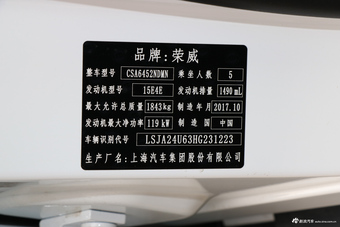 品牌:荣威
整车型号 CSA6452NDMN 乘坐人数 5
发动机型号 15E4E 发动机排量 1490 mL
最大允许总质量 1843kg 制造年月 2017.10
发动机最大净功率 119 kW 制造国 中国
车辆识别代号 LSJA24U63HG231223
生产厂名:上海汽车集团股份有限公司